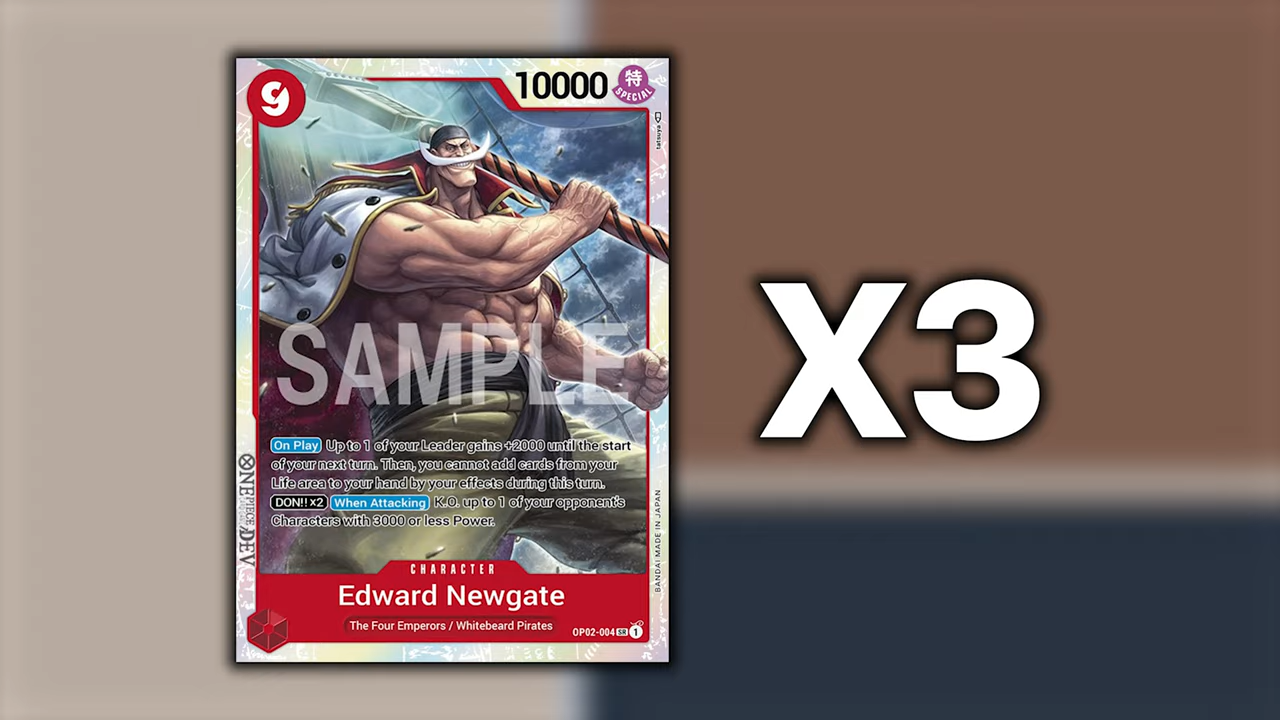 9
10000
特
SPECIAL
tatsuya
SAMPLE
On Play Up to 1 of your Leader gains +2000 until the start
of your next turn. Then, you cannot add cards from your
Life area to your hand by your effects during this turn.
DON!! x2 When Attacking K.O. up to 1 of your opponent's
Characters with 3000 or less Power.
BANDAI MADE IN JAPAN
CHARACTER
Edward Newgate
The Four Emperors / Whitebeard Pirates
OP02-004 SR 1
X3